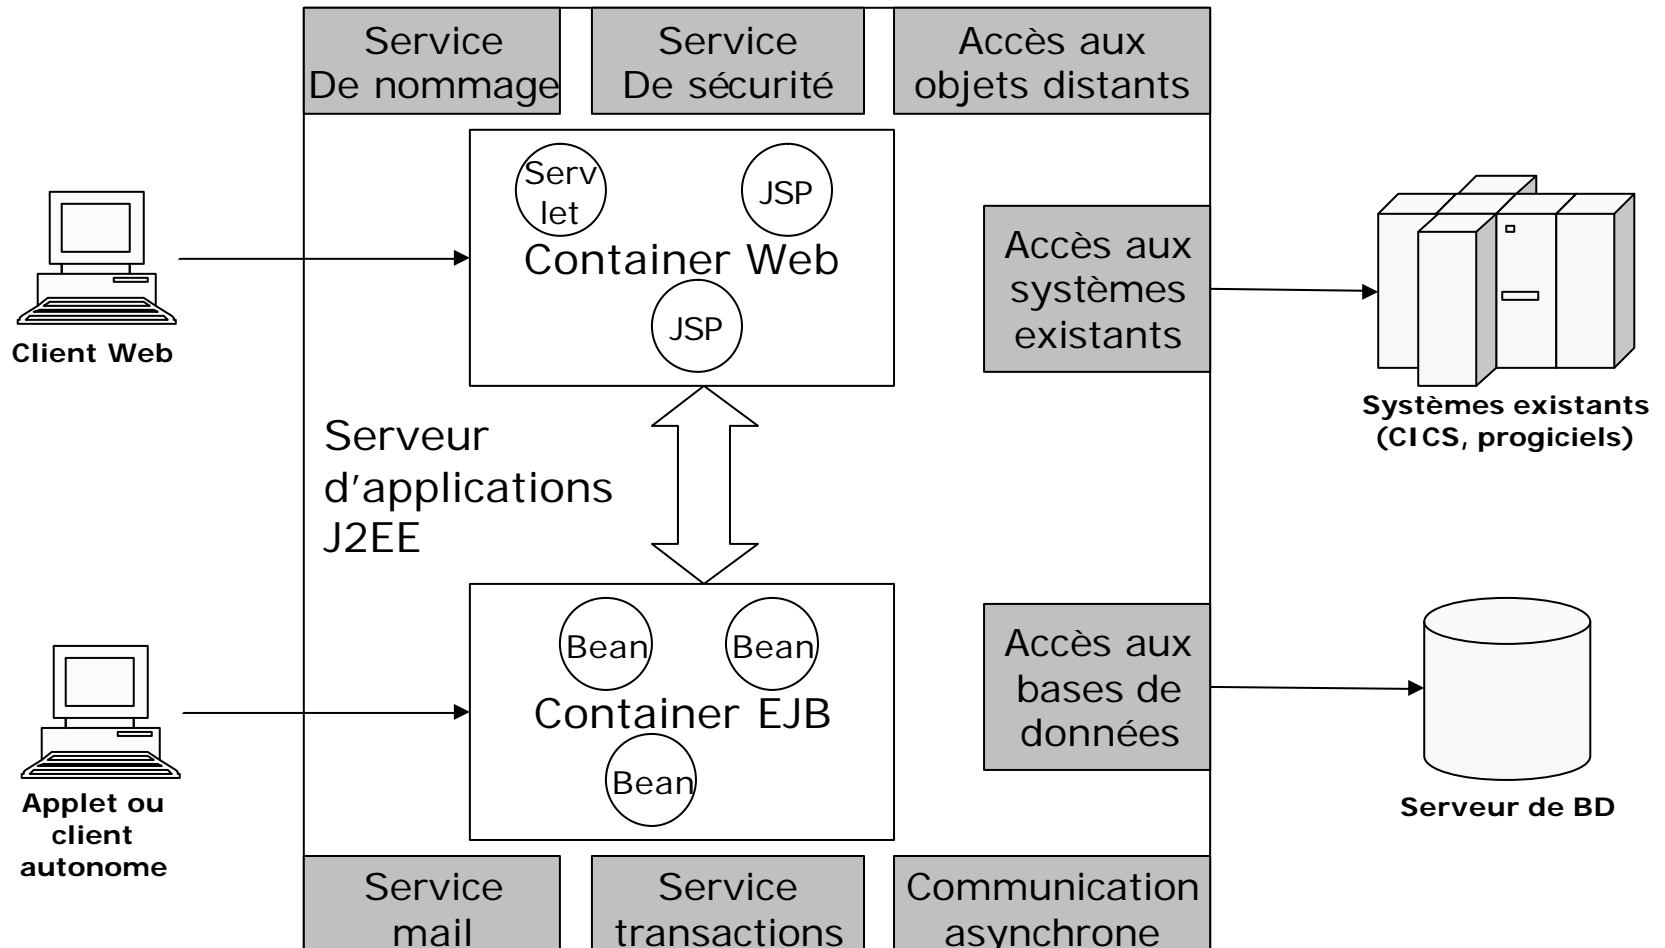 Service
De nommage
Service
De sécurité
Accès aux
objets distants
Serv
let
JSP
Container Web
JSP
Accès aux
systèmes
existants
Client Web
Systèmes existants
(CICS, progiciels)
Serveur
d'applications
J2EE
Bean
Bean
Container EJB
Bean
Accès aux
bases de
données
Applet ou
client
autonome
Serveur de BD
Service
mail
Service
transactions
Communication
asynchrone